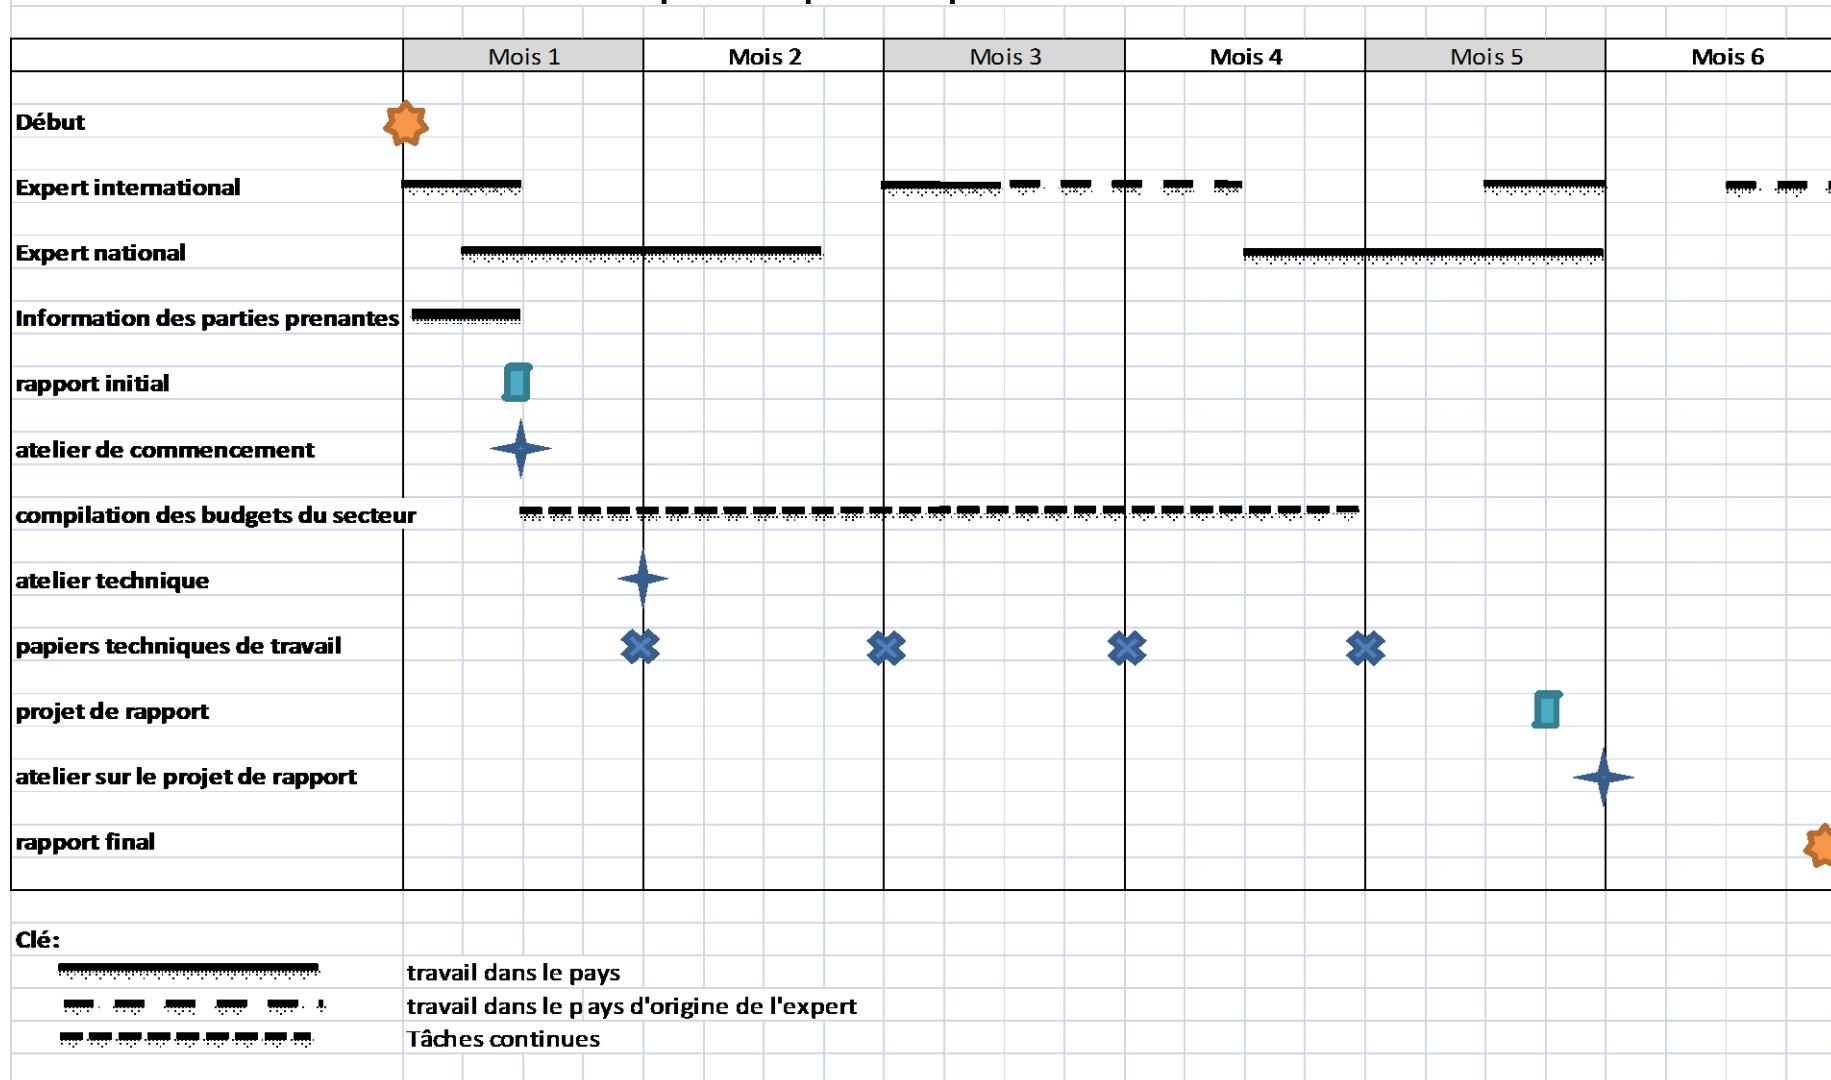 Mois 1 Mois 2 Mois 3 Mois 4 Mois 5 Mois 6
Début
Expert international
Expert national
Information des parties prenantes
rapport initial
atelier de commencement
compilation des budgets du secteur
atelier technique
papiers techniques de travail
projet de rapport
atelier sur le projet de rapport
rapport final
Clé:
travail dans le pays
travail dans le pays d'origine de l'expert
Tâches continues